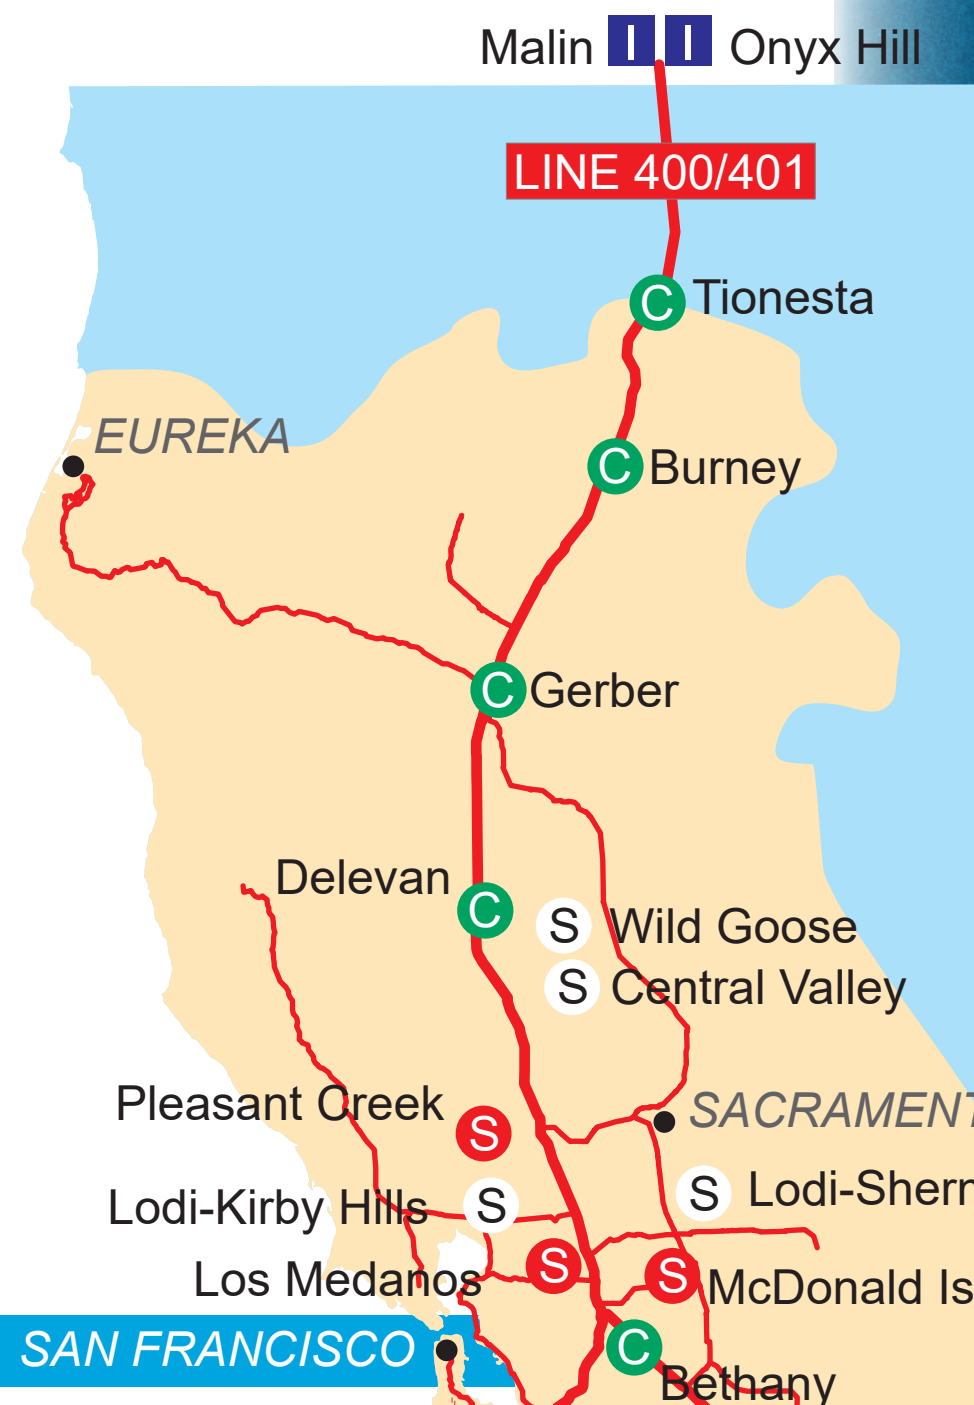 Malin I I Onyx Hill
LINE 400/401
C Tionesta
EUREKA
C Burney
C Gerber
Delevan
C
S Wild Goose
S Central Valley
Pleasant Creek
S
SACRAMENT
Lodi-Kirby Hills S
S Lodi-Sherm
Los Medanos S
S McDonald Is
SAN FRANCISCO
C
Bethany